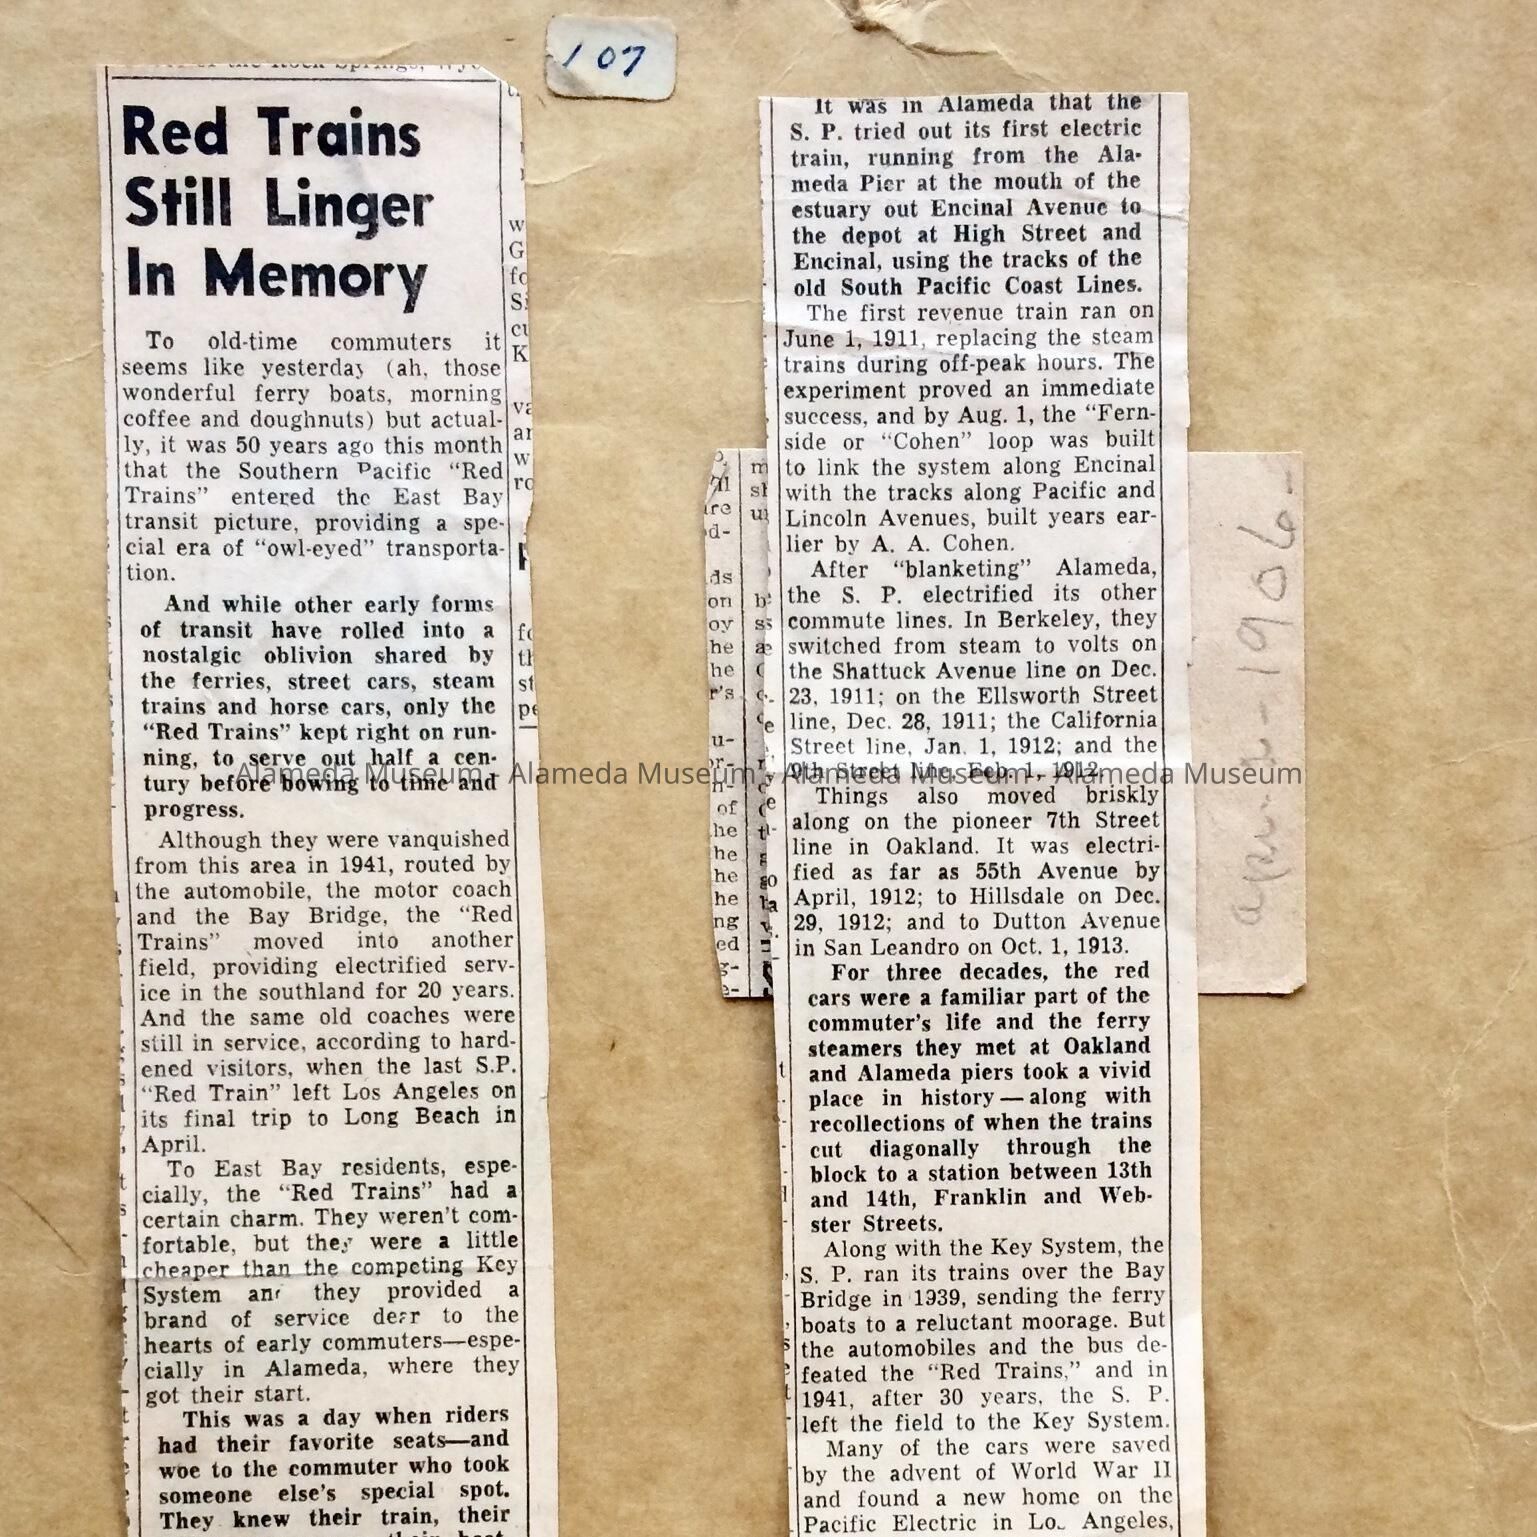 107
Red Trains
Still Linger
In Memory
To old-time commuters it
seems like yesterday (ah, those
wonderful ferry boats, morning
coffee and doughnuts) but actual-
ly, it was 50 years ago this month
that the Southern Pacific “Red
Trains” entered the East Bay
transit picture, providing a spe-
cial era of “owl-eyed” transporta-
tion.
And while other early forms
of transit have rolled into a
nostalgic oblivion shared by
the ferries, street cars, steam
trains and horse cars, only the
“Red Trains” kept right on run-
ning, to serve out half a cen-
tury before bowing to time and
progress.
Although they were vanquished
from this area in 1941, routed by
the automobile, the motor coach
and the Bay Bridge, the “Red
Trains” moved into another
field, providing electrified serv-
ice in the southland for 20 years.
And the same old coaches were
still in service, according to hard-
ened visitors, when the last S.P.
“Red Train” left Los Angeles on
its final trip to Long Beach in
April.
To East Bay residents, espe-
cially, the “Red Trains” had a
certain charm. They weren't com-
fortable, but they were a little
cheaper than the competing Key
System and they provided a
brand of service dear to the
hearts of early commuters—espe-
cially in Alameda, where they
got their start.
This was a day when riders
had their favorite seats—and
woe to the commuter who took
someone else's special spot.
They knew their train, their
It was in Alameda that the
S. P. tried out its first electric
train, running from the Ala-
meda Pier at the mouth of the
estuary out Encinal Avenue to
the depot at High Street and
Encinal, using the tracks of the
old South Pacific Coast Lines.
The first revenue train ran on
June 1, 1911, replacing the steam
trains during off-peak hours. The
experiment proved an immediate
success, and by Aug. 1, the “Fern-
side or “Cohen” loop was built
to link the system along Encinal
with the tracks along Pacific and
Lincoln Avenues, built years ear-
lier by A. A. Cohen.
After “blanketing” Alameda,
the S. P. electrified its other
commute lines. In Berkeley, they
switched from steam to volts on
the Shattuck Avenue line on Dec.
23, 1911; on the Ellsworth Street
line, Dec. 28, 1911; the California
Street line, Jan. 1, 1912; and the
9th Street line, Feb. 1, 1912.
Things also moved briskly
along on the pioneer 7th Street
line in Oakland. It was electri-
fied as far as 55th Avenue by
April, 1912; to Hillsdale on Dec.
29, 1912; and to Dutton Avenue
in San Leandro on Oct. 1, 1913.
For three decades, the red
cars were a familiar part of the
commuter's life and the ferry
steamers they met at Oakland
and Alameda piers took a vivid
place in history — along with
recollections of when the trains
cut diagonally through the
block to a station between 13th
and 14th, Franklin and Web-
ster Streets.
Along with the Key System, the
S. P. ran its trains over the Bay
Bridge in 1939, sending the ferry
boats to a reluctant moorage. But
the automobiles and the bus de-
feated the “Red Trains,” and in
1941, after 30 years, the S. P.
left the field to the Key System.
Many of the cars were saved
by the advent of World War II
and found a new home on the
Pacific Electric in Los Angeles,
1906
Alameda Museum - Alameda Museum - Alameda Museum - Alameda Museum